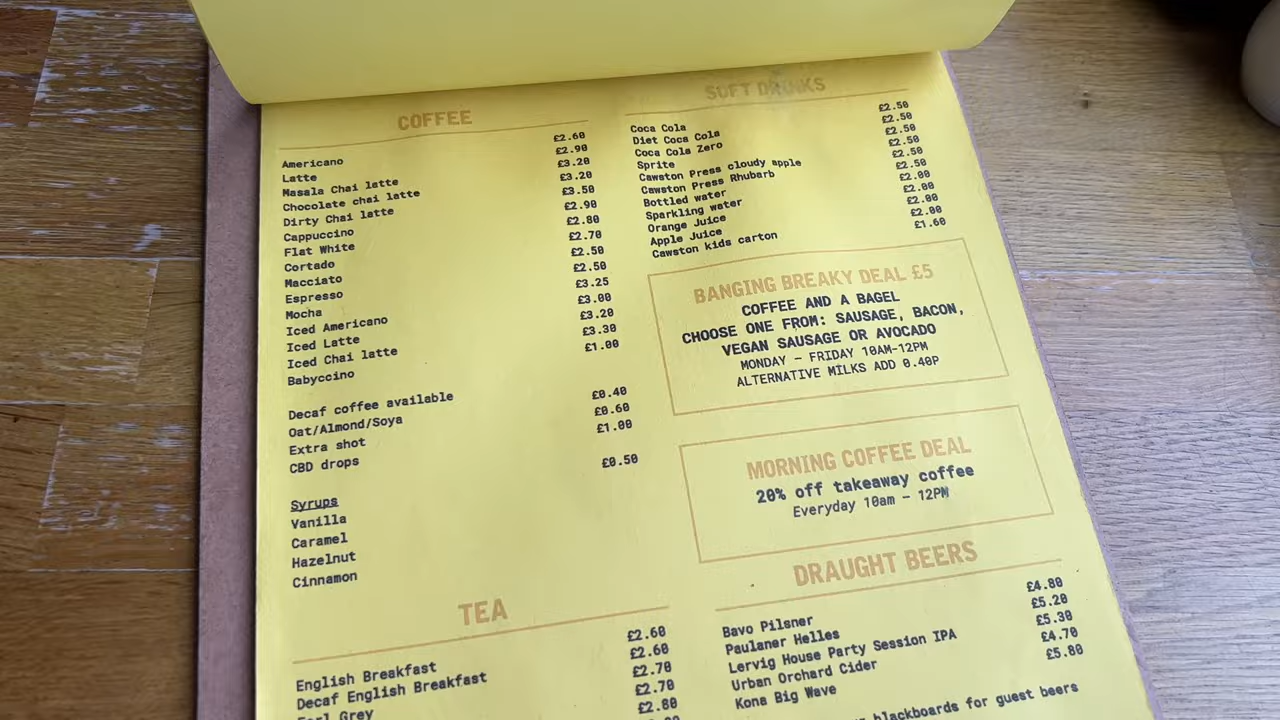 COFFEE
Americano £2.60
Latte £2.90
Masala Chai latte £3.20
Chocolate chai latte £3.20
Dirty Chai latte £3.50
Cappuccino £2.90
Flat White £2.80
Cortado £2.70
Macciato £2.50
Espresso £2.50
Mocha £3.25
Iced Americano £3.00
Iced Latte £3.20
Iced Chai latte £3.30
Babyccino £1.00
Decaf coffee available
Oat/Almond/Soya £0.40
Extra shot £0.60
CBD drops £1.00
Syrups £0.50
Vanilla
Caramel
Hazelnut
Cinnamon
TEA
English Breakfast £2.60
Decaf English Breakfast £2.60
Earl Grey £2.70
£2.70
£2.80
SOFT DRINKS
Coca Cola £2.50
Diet Coca Cola £2.50
Coca Cola Zero £2.50
Sprite £2.50
Cawston Press cloudy apple £2.50
Cawston Press Rhubarb £2.50
Bottled water £2.00
Sparkling water £2.00
Orange Juice £2.00
Apple Juice £2.00
Cawston kids carton £1.60
BANGING BREAKY DEAL £5
COFFEE AND A BAGEL
CHOOSE ONE FROM: SAUSAGE, BACON,
VEGAN SAUSAGE OR AVOCADO
MONDAY – FRIDAY 10AM-12PM
ALTERNATIVE MILKS ADD 0.40P
MORNING COFFEE DEAL
20% off takeaway coffee
Everyday 10am – 12PM
DRAUGHT BEERS
Bavo Pilsner £4.80
Paulaner Helles £5.20
Lervig House Party Session IPA £5.30
Urban Orchard Cider £4.70
Kona Big Wave £5.80
blackboards for guest beers